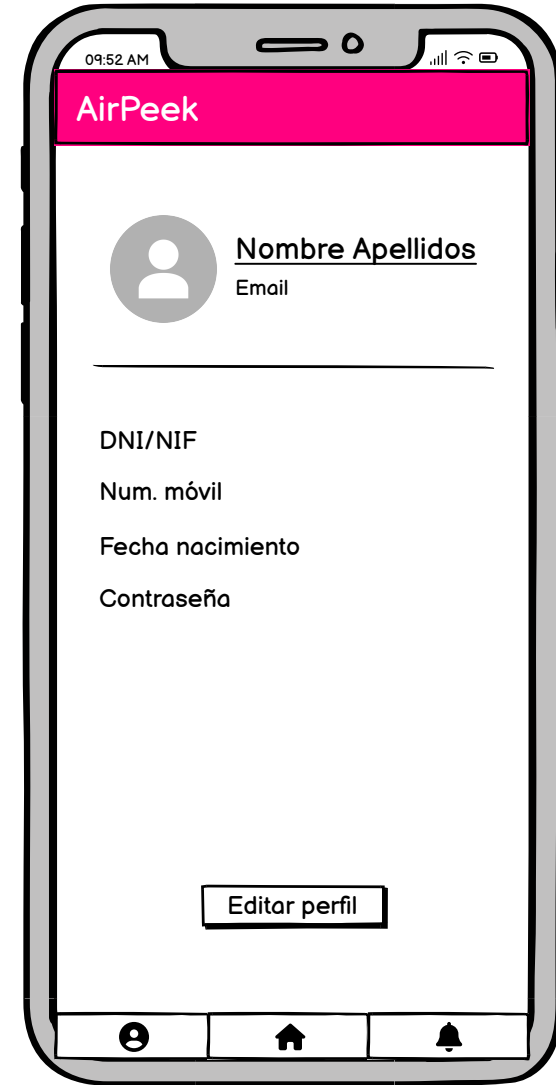 09:52 AM
AirPeek
Nombre Apellidos
Email
DNI/NIF
Num. móvil
Fecha nacimiento
Contraseña
Editar perfil